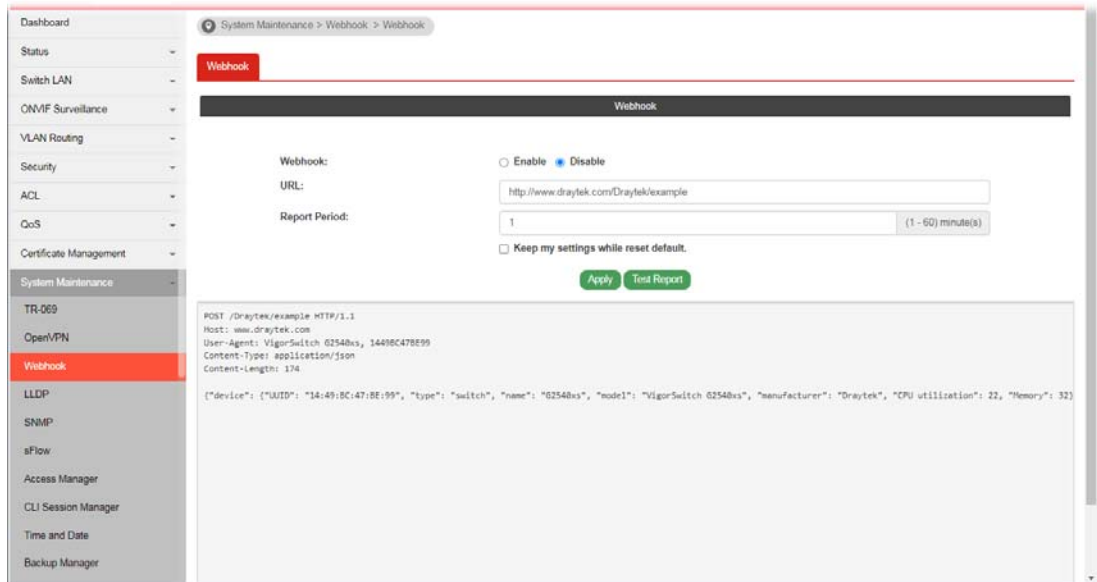 Dashboard
System Maintenance > Webhook > Webhook
Status
Switch LAN
ONVIF Surveillance
VLAN Routing
Security
ACL
QoS
Certificate Management
System Maintenance
TR-069
OpenVPN
Webhook
LLDP
SNMP
sFlow
Access Manager
CLI Session Manager
Time and Date
Backup Manager
Webhook
Webhook
Webhook:
Enable Disable
URL:
http://www.draytek.com/Draytek/example
Report Period:
1 (1 - 60) minute(s)
Keep my settings while reset default.
Apply Test Report
POST /Draytek/example HTTP/1.1
Host: www.draytek.com
User-Agent: VigorSwitch G2540xs, 1449BC47BE99
Content-Type: application/json
Content-Length: 174
{"device": {"UUID": "14:49:BC:47:BE:99", "type": "switch", "name": "G2540xs", "model": "VigorSwitch G2540xs", "manufacturer": "Draytek", "CPU utilization": 22, "Memory": 32}